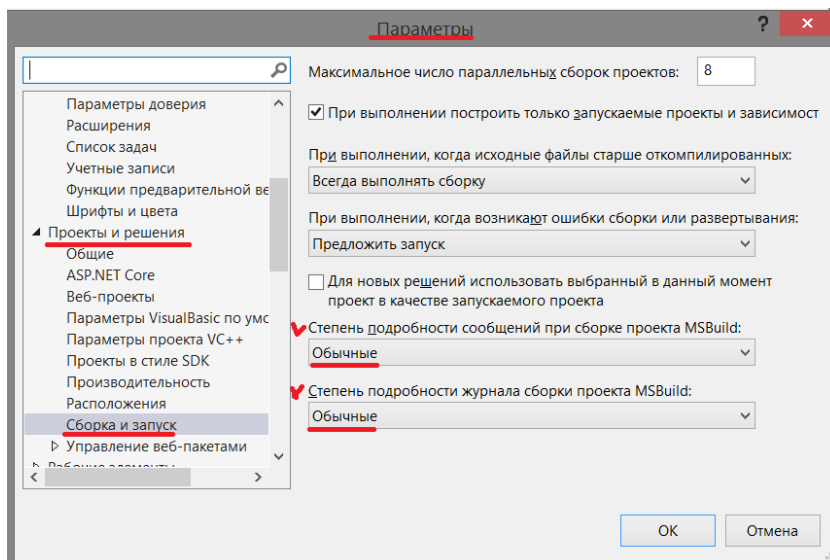 Параметры
?
Параметры доверия
Расширения
Список задач
Учетные записи
Функции предварительной ве
Шрифты и цвета
Проекты и решения
Общие
ASP.NET Core
Веб-проекты
Параметры VisualBasic по умс
Параметры проекта VC++
Проекты в стиле SDK
Производительность
Расположения
Сборка и запуск
Управление веб-пакетами
Рабочие элементы
Максимальное число параллельных сборок проектов: 8
При выполнении построить только запускаемые проекты и зависимост
При выполнении, когда исходные файлы старше откомпилированных:
Всегда выполнять сборку
При выполнении, когда возникают ошибки сборки или развертывания:
Предложить запуск
Для новых решений использовать выбранный в данный момент
проект в качестве запускаемого проекта
Степень подробности сообщений при сборке проекта MSBuild:
Обычные
Степень подробности журнала сборки проекта MSBuild:
Обычные
ОК
Отмена